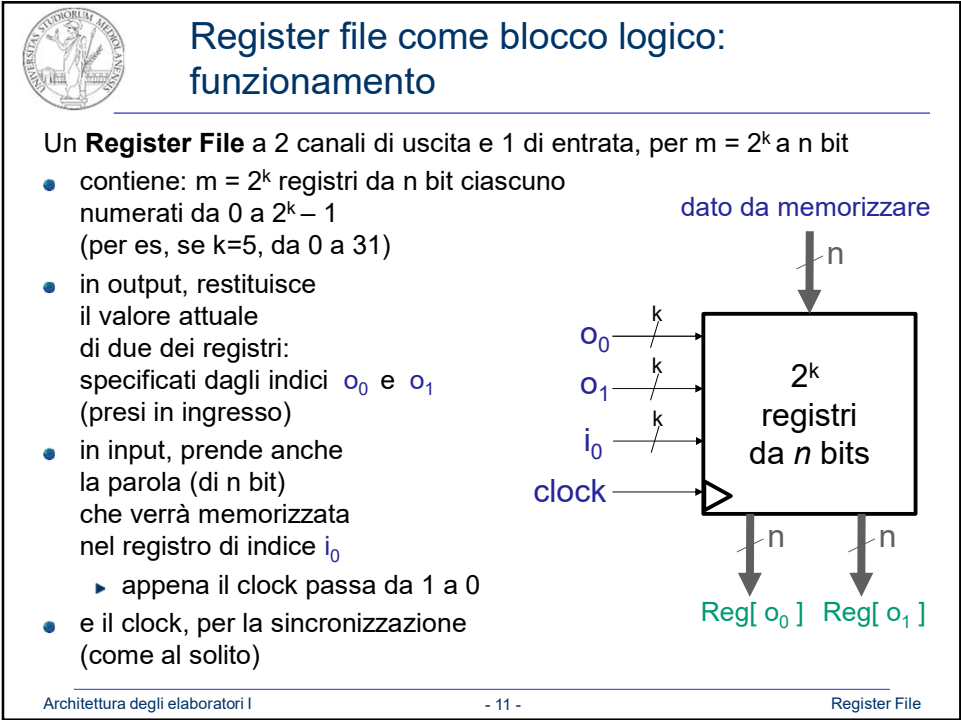 Register file come blocco logico:
funzionamento
Un Register File a 2 canali di uscita e 1 di entrata, per m = 2ᵏ a n bit
contiene: m = 2ᵏ registri da n bit ciascuno
numerati da 0 a 2ᵏ – 1
(per es, se k=5, da 0 a 31)
in output, restituisce
il valore attuale
di due dei registri:
specificati dagli indici o₀ e o₁
(presi in ingresso)
in input, prende anche
la parola (di n bit)
che verrà memorizzata
nel registro di indice i₀
appena il clock passa da 1 a 0
e il clock, per la sincronizzazione
(come al solito)
dato da memorizzare
n
o₀
k
o₁
k
i₀
k
clock
2ᵏ
registri
da n bits
n
n
Reg[ o₀ ] Reg[ o₁ ]
Architettura degli elaboratori I
- 11 -
Register File